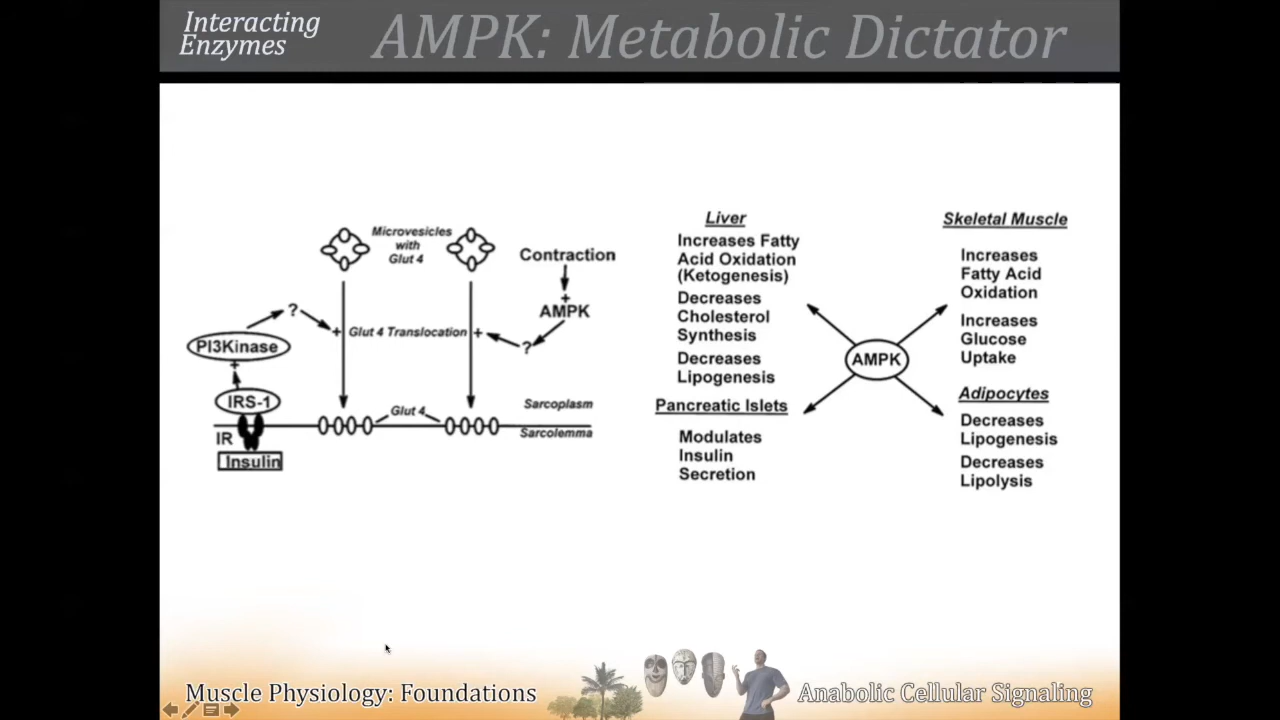 Interacting
Enzymes
AMPK: Metabolic Dictator
Microvesicles
with
Glut 4
Contraction
+
AMPK
?
?
+ Glut 4 Translocation +
PI3Kinase
+
IRS-1
Glut 4
Sarcoplasm
Sarcolemma
IR
Insulin
Liver
Increases Fatty
Acid Oxidation
(Ketogenesis)
Decreases
Cholesterol
Synthesis
Decreases
Lipogenesis
Pancreatic Islets
Modulates
Insulin
Secretion
AMPK
Skeletal Muscle
Increases
Fatty Acid
Oxidation
Increases
Glucose
Uptake
Adipocytes
Decreases
Lipogenesis
Decreases
Lipolysis
Muscle Physiology: Foundations
Anabolic Cellular Signaling